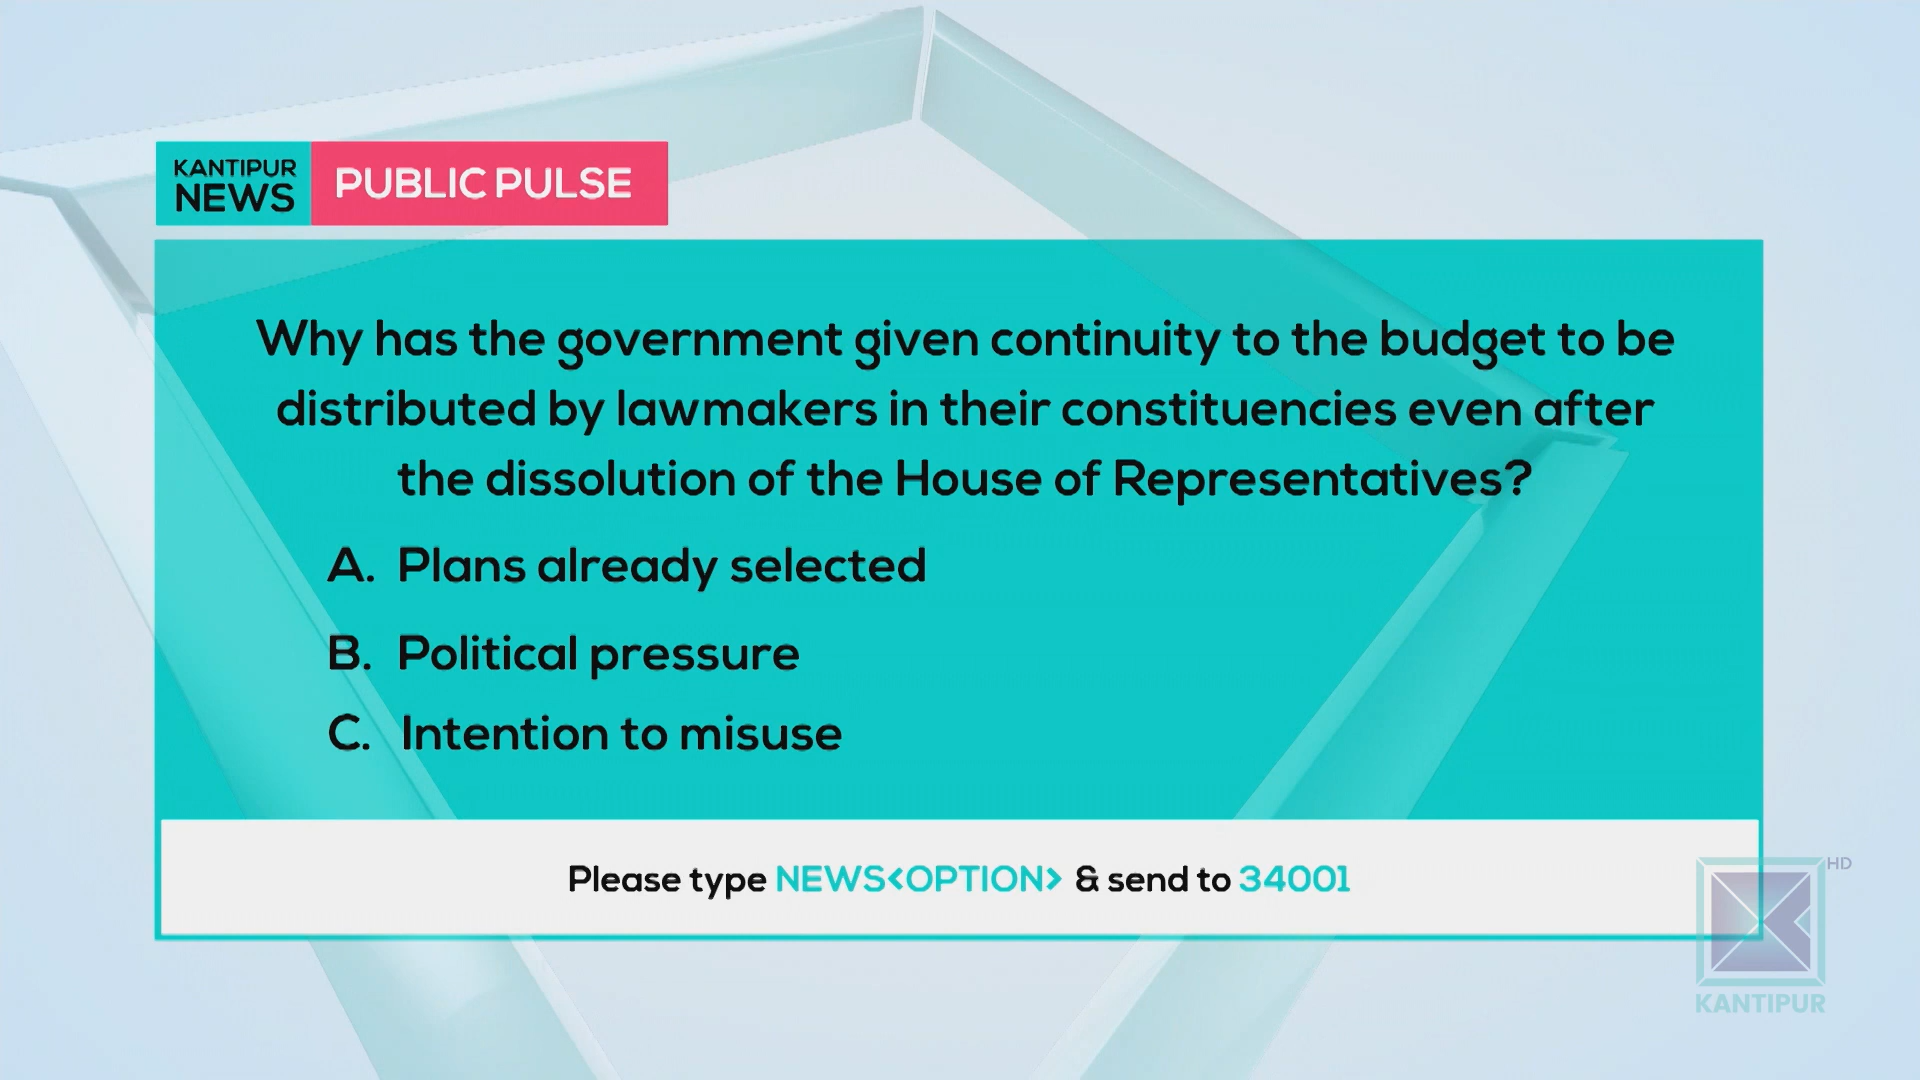 KANTIPUR
NEWS
PUBLIC PULSE
Why has the government given continuity to the budget to be
distributed by lawmakers in their constituencies even after
the dissolution of the House of Representatives?
A. Plans already selected
B. Political pressure
C. Intention to misuse
Please type NEWS<OPTION> & send to 34001
HD
KANTIPUR